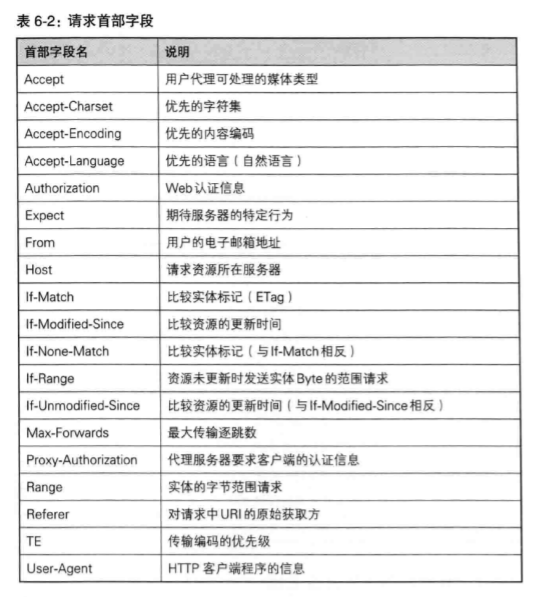 表 6-2：请求首部字段
首部字段名 说明
Accept 用户代理可处理的媒体类型
Accept-Charset 优先的字符集
Accept-Encoding 优先的内容编码
Accept-Language 优先的语言（自然语言）
Authorization Web认证信息
Expect 期待服务器的特定行为
From 用户的电子邮箱地址
Host 请求资源所在服务器
If-Match 比较实体标记（ETag）
If-Modified-Since 比较资源的更新时间
If-None-Match 比较实体标记（与If-Match相反）
If-Range 资源未更新时发送实体Byte的范围请求
If-Unmodified-Since 比较资源的更新时间（与If-Modified-Since相反）
Max-Forwards 最大传输逐跳数
Proxy-Authorization 代理服务器要求客户端的认证信息
Range 实体的字节范围请求
Referer 对请求中URI的原始获取方
TE 传输编码的优先级
User-Agent HTTP 客户端程序的信息